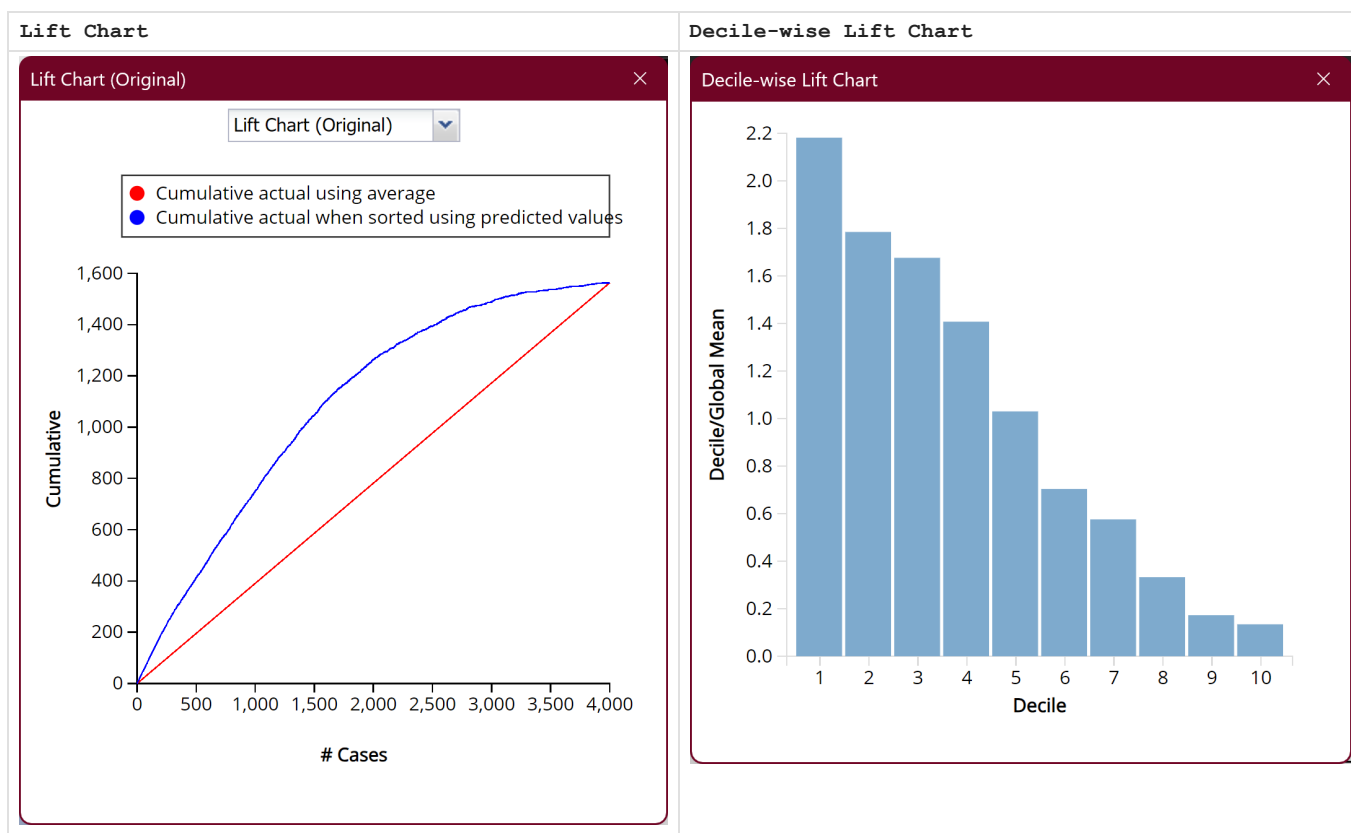 Lift Chart
Decile-wise Lift Chart
Lift Chart (Original)
Lift Chart (Original)
Cumulative actual using average
Cumulative actual when sorted using predicted values
1,600
1,400
1,200
1,000
800
600
400
200
0
Cumulative
0 500 1,000 1,500 2,000 2,500 3,000 3,500 4,000
# Cases
Decile-wise Lift Chart
2.2
2.0
1.8
1.6
1.4
1.2
1.0
0.8
0.6
0.4
0.2
0.0
Decile/Global Mean
1 2 3 4 5 6 7 8 9 10
Decile